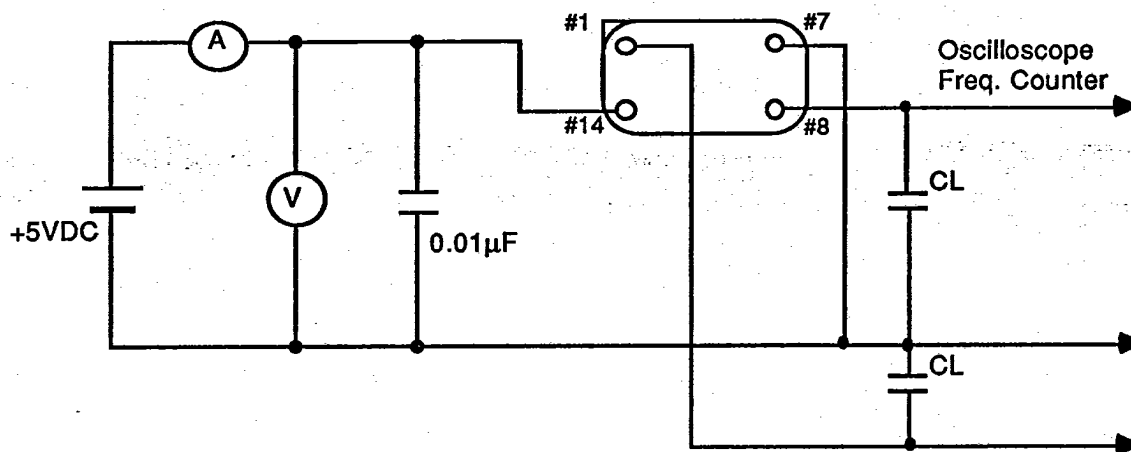 #1
#7
A
Oscilloscope
Freq. Counter
#14
#8
V
CL
+5VDC
0.01µF
CL